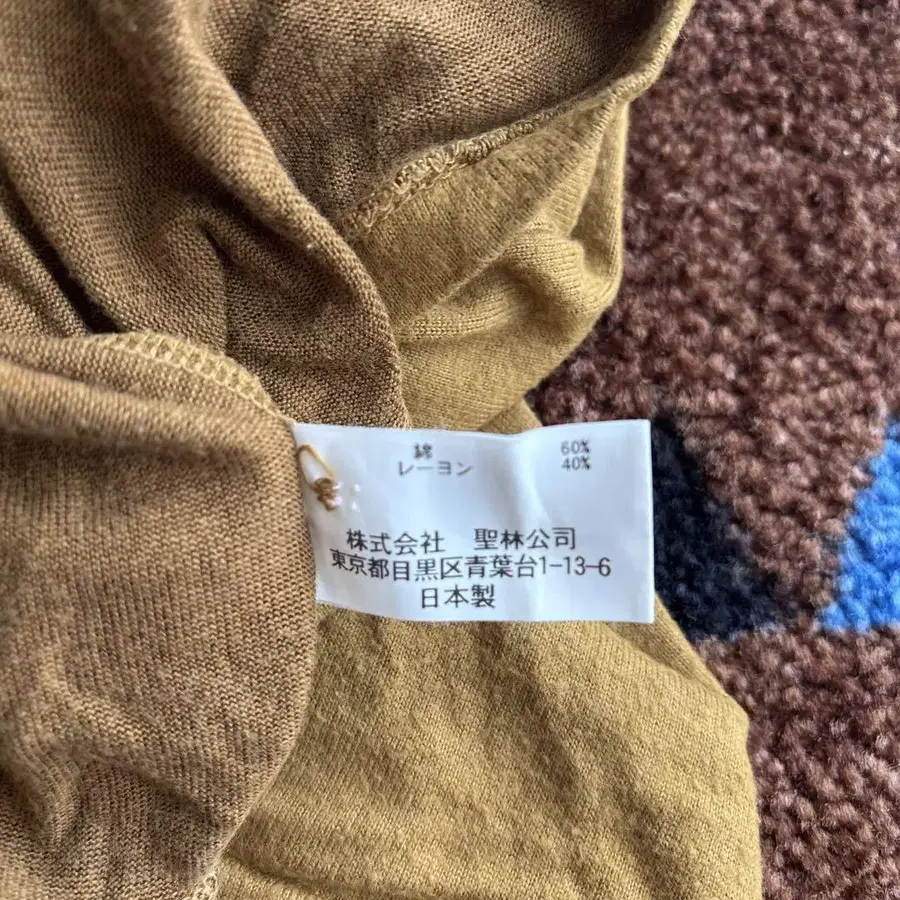 綿 60%
レーヨン 40%
株式会社 聖林公司
東京都目黒区青葉台1-13-6
日本製